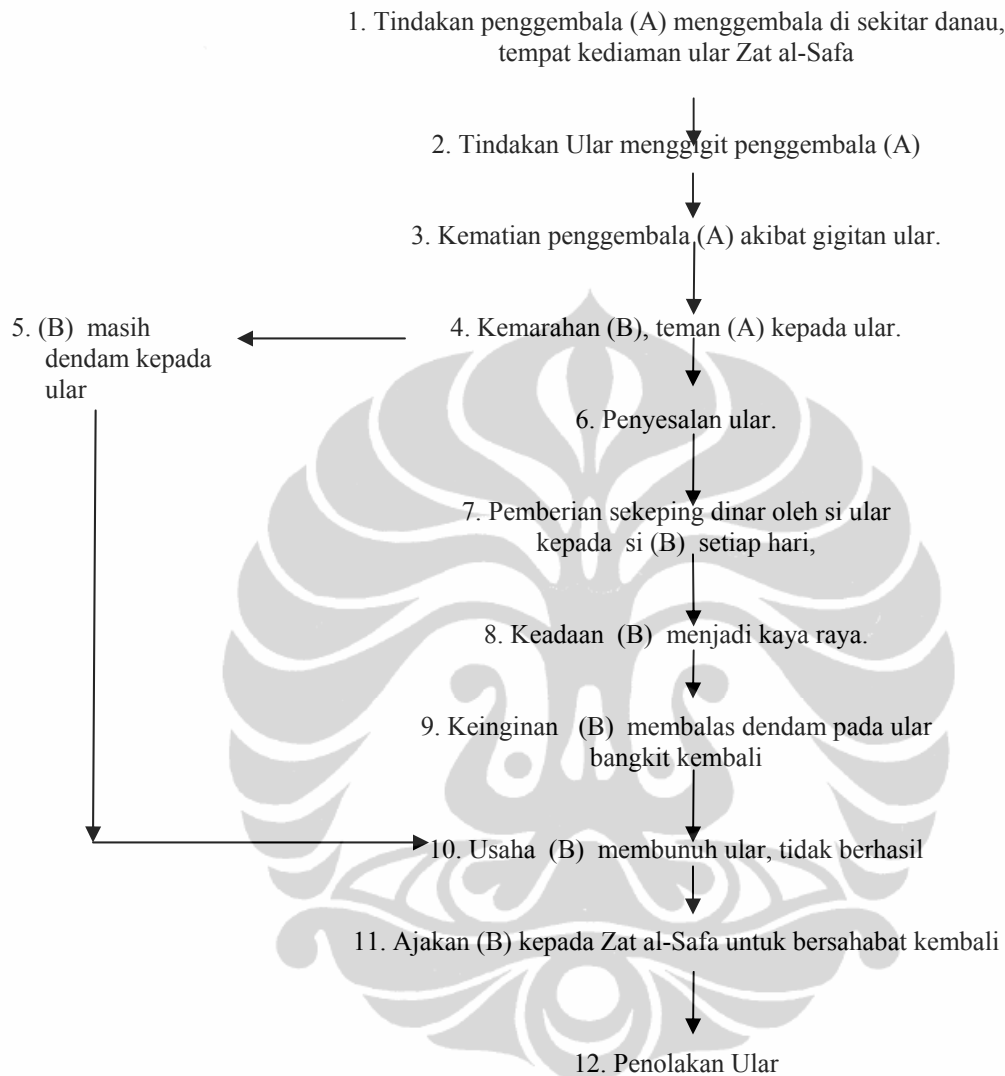 1. Tindakan penggembala (A) menggembala di sekitar danau,
tempat kediaman ular Zat al-Safa
2. Tindakan Ular menggigit penggembala (A)
3. Kematian penggembala (A) akibat gigitan ular.
4. Kemarahan (B), teman (A) kepada ular.
5. (B) masih
dendam kepada
ular
6. Penyesalan ular.
7. Pemberian sekeping dinar oleh si ular
kepada si (B) setiap hari,
8. Keadaan (B) menjadi kaya raya.
9. Keinginan (B) membalas dendam pada ular
bangkit kembali
10. Usaha (B) membunuh ular, tidak berhasil
11. Ajakan (B) kepada Zat al-Safa untuk bersahabat kembali
12. Penolakan Ular